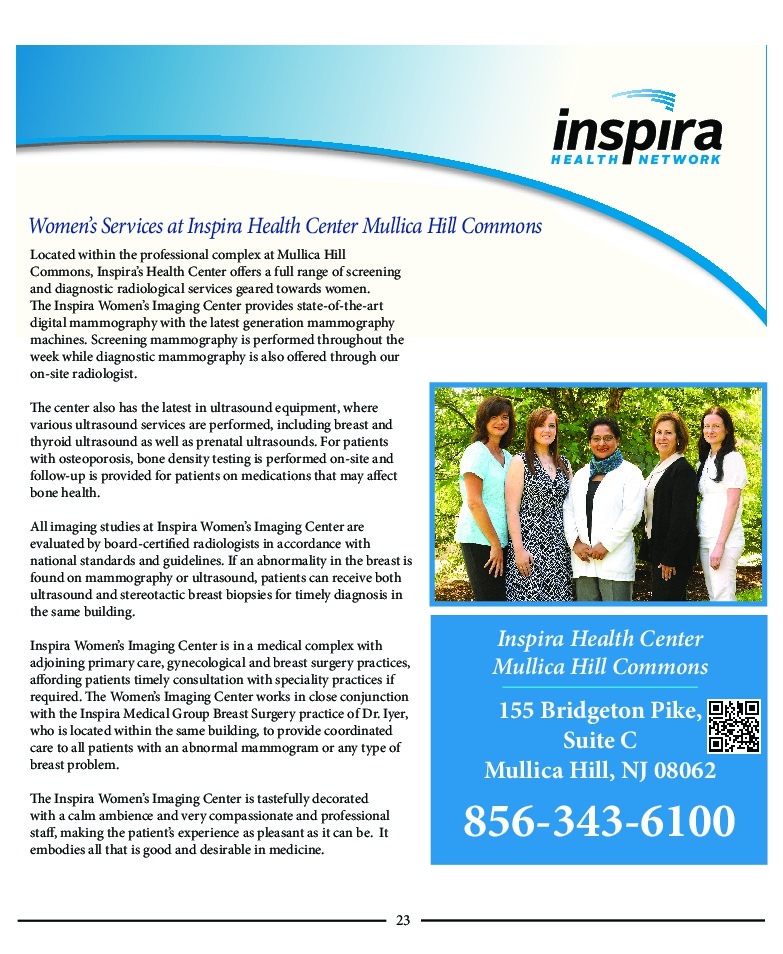 inspira
HEALTH NETWORK
Women's Services at Inspira Health Center Mullica Hill Commons
Located within the professional complex at Mullica Hill
Commons, Inspira's Health Center offers a full range of screening
and diagnostic radiological services geared towards women.
The Inspira Women's Imaging Center provides state-of-the-art
digital mammography with the latest generation mammography
machines. Screening mammography is performed throughout the
week while diagnostic mammography is also offered through our
on-site radiologist.
The center also has the latest in ultrasound equipment, where
various ultrasound services are performed, including breast and
thyroid ultrasound as well as prenatal ultrasounds. For patients
with osteoporosis, bone density testing is performed on-site and
follow-up is provided for patients on medications that may affect
bone health.
All imaging studies at Inspira Women's Imaging Center are
evaluated by board-certified radiologists in accordance with
national standards and guidelines. If an abnormality in the breast is
found on mammography or ultrasound, patients can receive both
ultrasound and stereotactic breast biopsies for timely diagnosis in
the same building.
Inspira Women's Imaging Center is in a medical complex with
adjoining primary care, gynecological and breast surgery practices,
affording patients timely consultation with speciality practices if
required. The Women's Imaging Center works in close conjunction
with the Inspira Medical Group Breast Surgery practice of Dr. Iyer,
who is located within the same building, to provide coordinated
care to all patients with an abnormal mammogram or any type of
breast problem.
The Inspira Women's Imaging Center is tastefully decorated
with a calm ambience and very compassionate and professional
staff, making the patient's experience as pleasant as it can be. It
embodies all that is good and desirable in medicine.
Inspira Health Center
Mullica Hill Commons
155 Bridgeton Pike,
Suite C
Mullica Hill, NJ 08062
856-343-6100
23